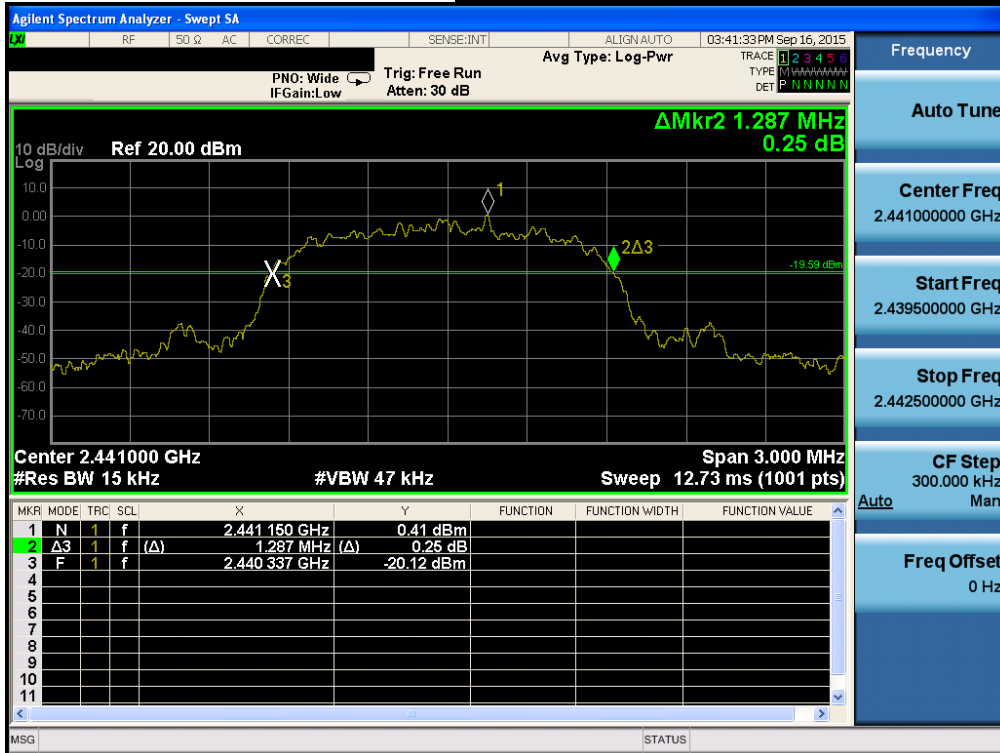 Agilent Spectrum Analyzer - Swept SA
LXI RF 50 Ω AC CORREC SENSE:INT ALIGN AUTO 03:41:33 PM Sep 16, 2015
Frequency
PNO: Wide Trig: Free Run Avg Type: Log-Pwr TRACE 1 2 3 4 5 6
IFGain:Low Atten: 30 dB TYPE M WWWWW
DET P N N N N N
Auto Tune
ΔMkr2 1.287 MHz
10 dB/div Ref 20.00 dBm 0.25 dB
Log
10.0
0.00
-10.0
-20.0
-30.0
-40.0
-50.0
-60.0
-70.0
1
2Δ3
3
-19.59 dBm
Center Freq
2.441000000 GHz
Start Freq
2.439500000 GHz
Stop Freq
2.442500000 GHz
Center 2.441000 GHz Span 3.000 MHz
#Res BW 15 kHz #VBW 47 kHz Sweep 12.73 ms (1001 pts)
CF Step
300.000 kHz
Auto Man
Freq Offset
0 Hz
MKR MODE TRC SCL X Y FUNCTION FUNCTION WIDTH FUNCTION VALUE
1 N 1 f 2.441 150 GHz 0.41 dBm
2 Δ3 1 f (Δ) 1.287 MHz (Δ) 0.25 dB
3 F 1 f 2.440 337 GHz -20.12 dBm
4
5
6
7
8
9
10
11
MSG STATUS